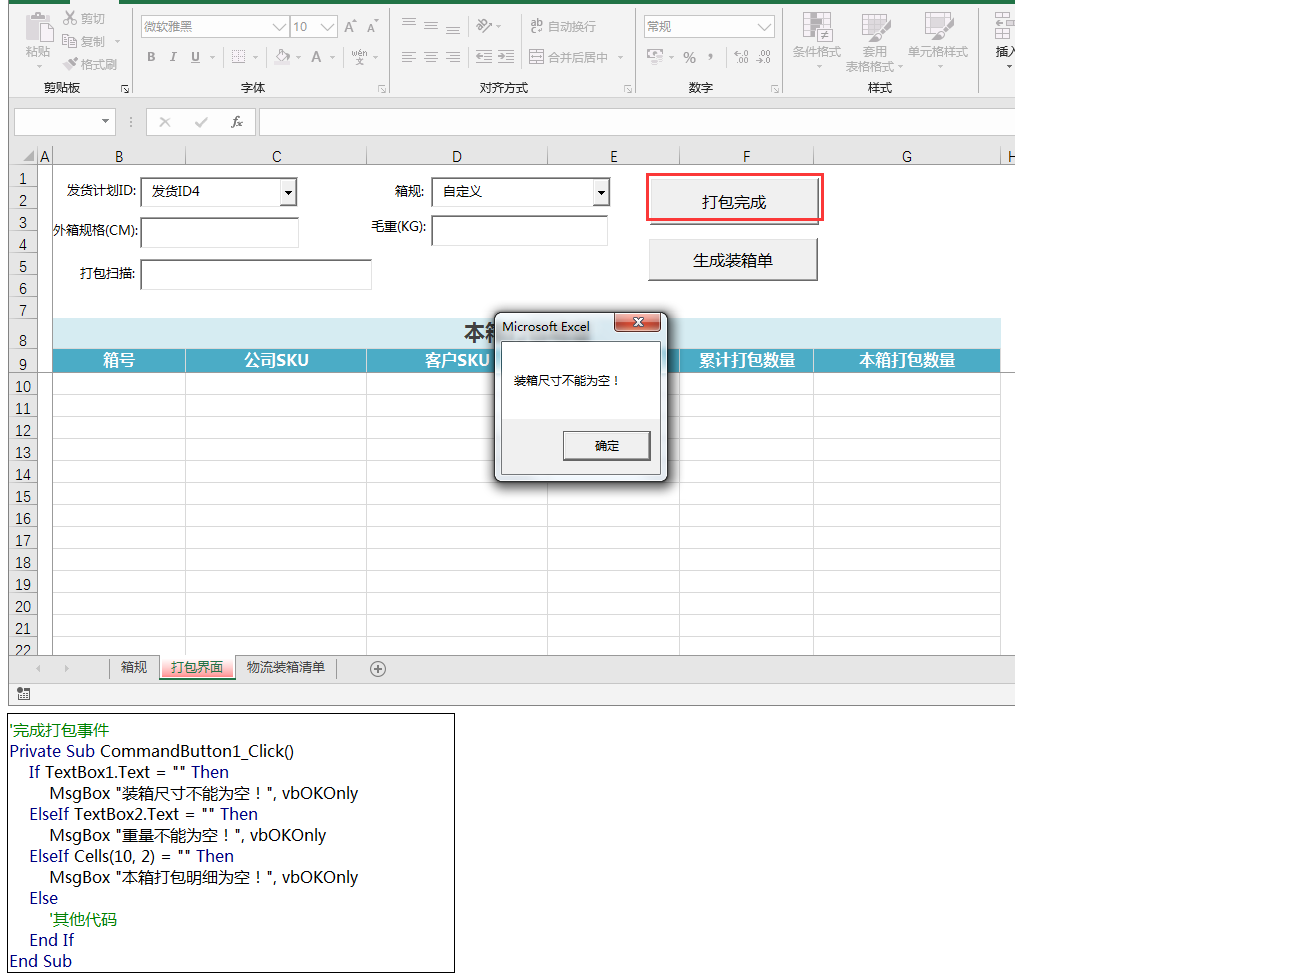 剪切
复制
粘贴
格式刷
剪贴板
微软雅黑
10
A A
B I U
A
wén
文
字体
ab 自动换行
合并后居中
对齐方式
常规
% ,
.00
.00
数字
条件格式
套用
表格格式
单元格样式
样式
fx
A B C D E F G H
1
2
3
4
5
6
7
8
9
10
11
12
13
14
15
16
17
18
19
20
21
22
发货计划ID: 发货ID4
箱规: 自定义
打包完成
外箱规格(CM):
毛重(KG):
生成装箱单
打包扫描:
箱号 公司SKU 客户SKU 累计打包数量 本箱打包数量
Microsoft Excel
装箱尺寸不能为空！
确定
箱规 打包界面 物流装箱清单
'完成打包事件
Private Sub CommandButton1_Click()
If TextBox1.Text = "" Then
MsgBox "装箱尺寸不能为空！", vbOKOnly
ElseIf TextBox2.Text = "" Then
MsgBox "重量不能为空！", vbOKOnly
ElseIf Cells(10, 2) = "" Then
MsgBox "本箱打包明细为空！", vbOKOnly
Else
'其他代码
End If
End Sub